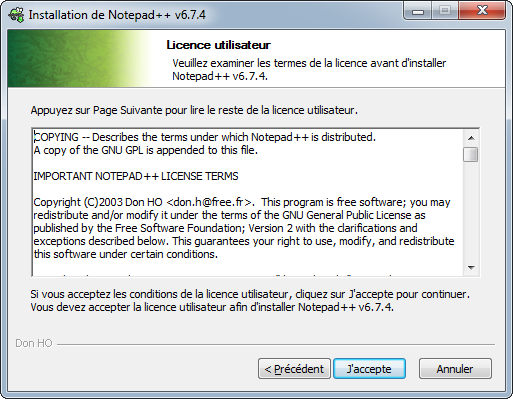 Installation de Notepad++ v6.7.4
Licence utilisateur
Veuillez examiner les termes de la licence avant d'installer
Notepad++ v6.7.4.
Appuyez sur Page Suivante pour lire le reste de la licence utilisateur.
COPYING -- Describes the terms under which Notepad++ is distributed.
A copy of the GNU GPL is appended to this file.
IMPORTANT NOTEPAD++ LICENSE TERMS
Copyright (C)2003 Don HO <don.h@free.fr>. This program is free software; you may
redistribute and/or modify it under the terms of the GNU General Public License as
published by the Free Software Foundation; Version 2 with the clarifications and
exceptions described below. This guarantees your right to use, modify, and redistribute
this software under certain conditions.
Si vous acceptez les conditions de la licence utilisateur, cliquez sur J'accepte pour continuer.
Vous devez accepter la licence utilisateur afin d'installer Notepad++ v6.7.4.
Don HO
< Précédent
J'accepte
Annuler